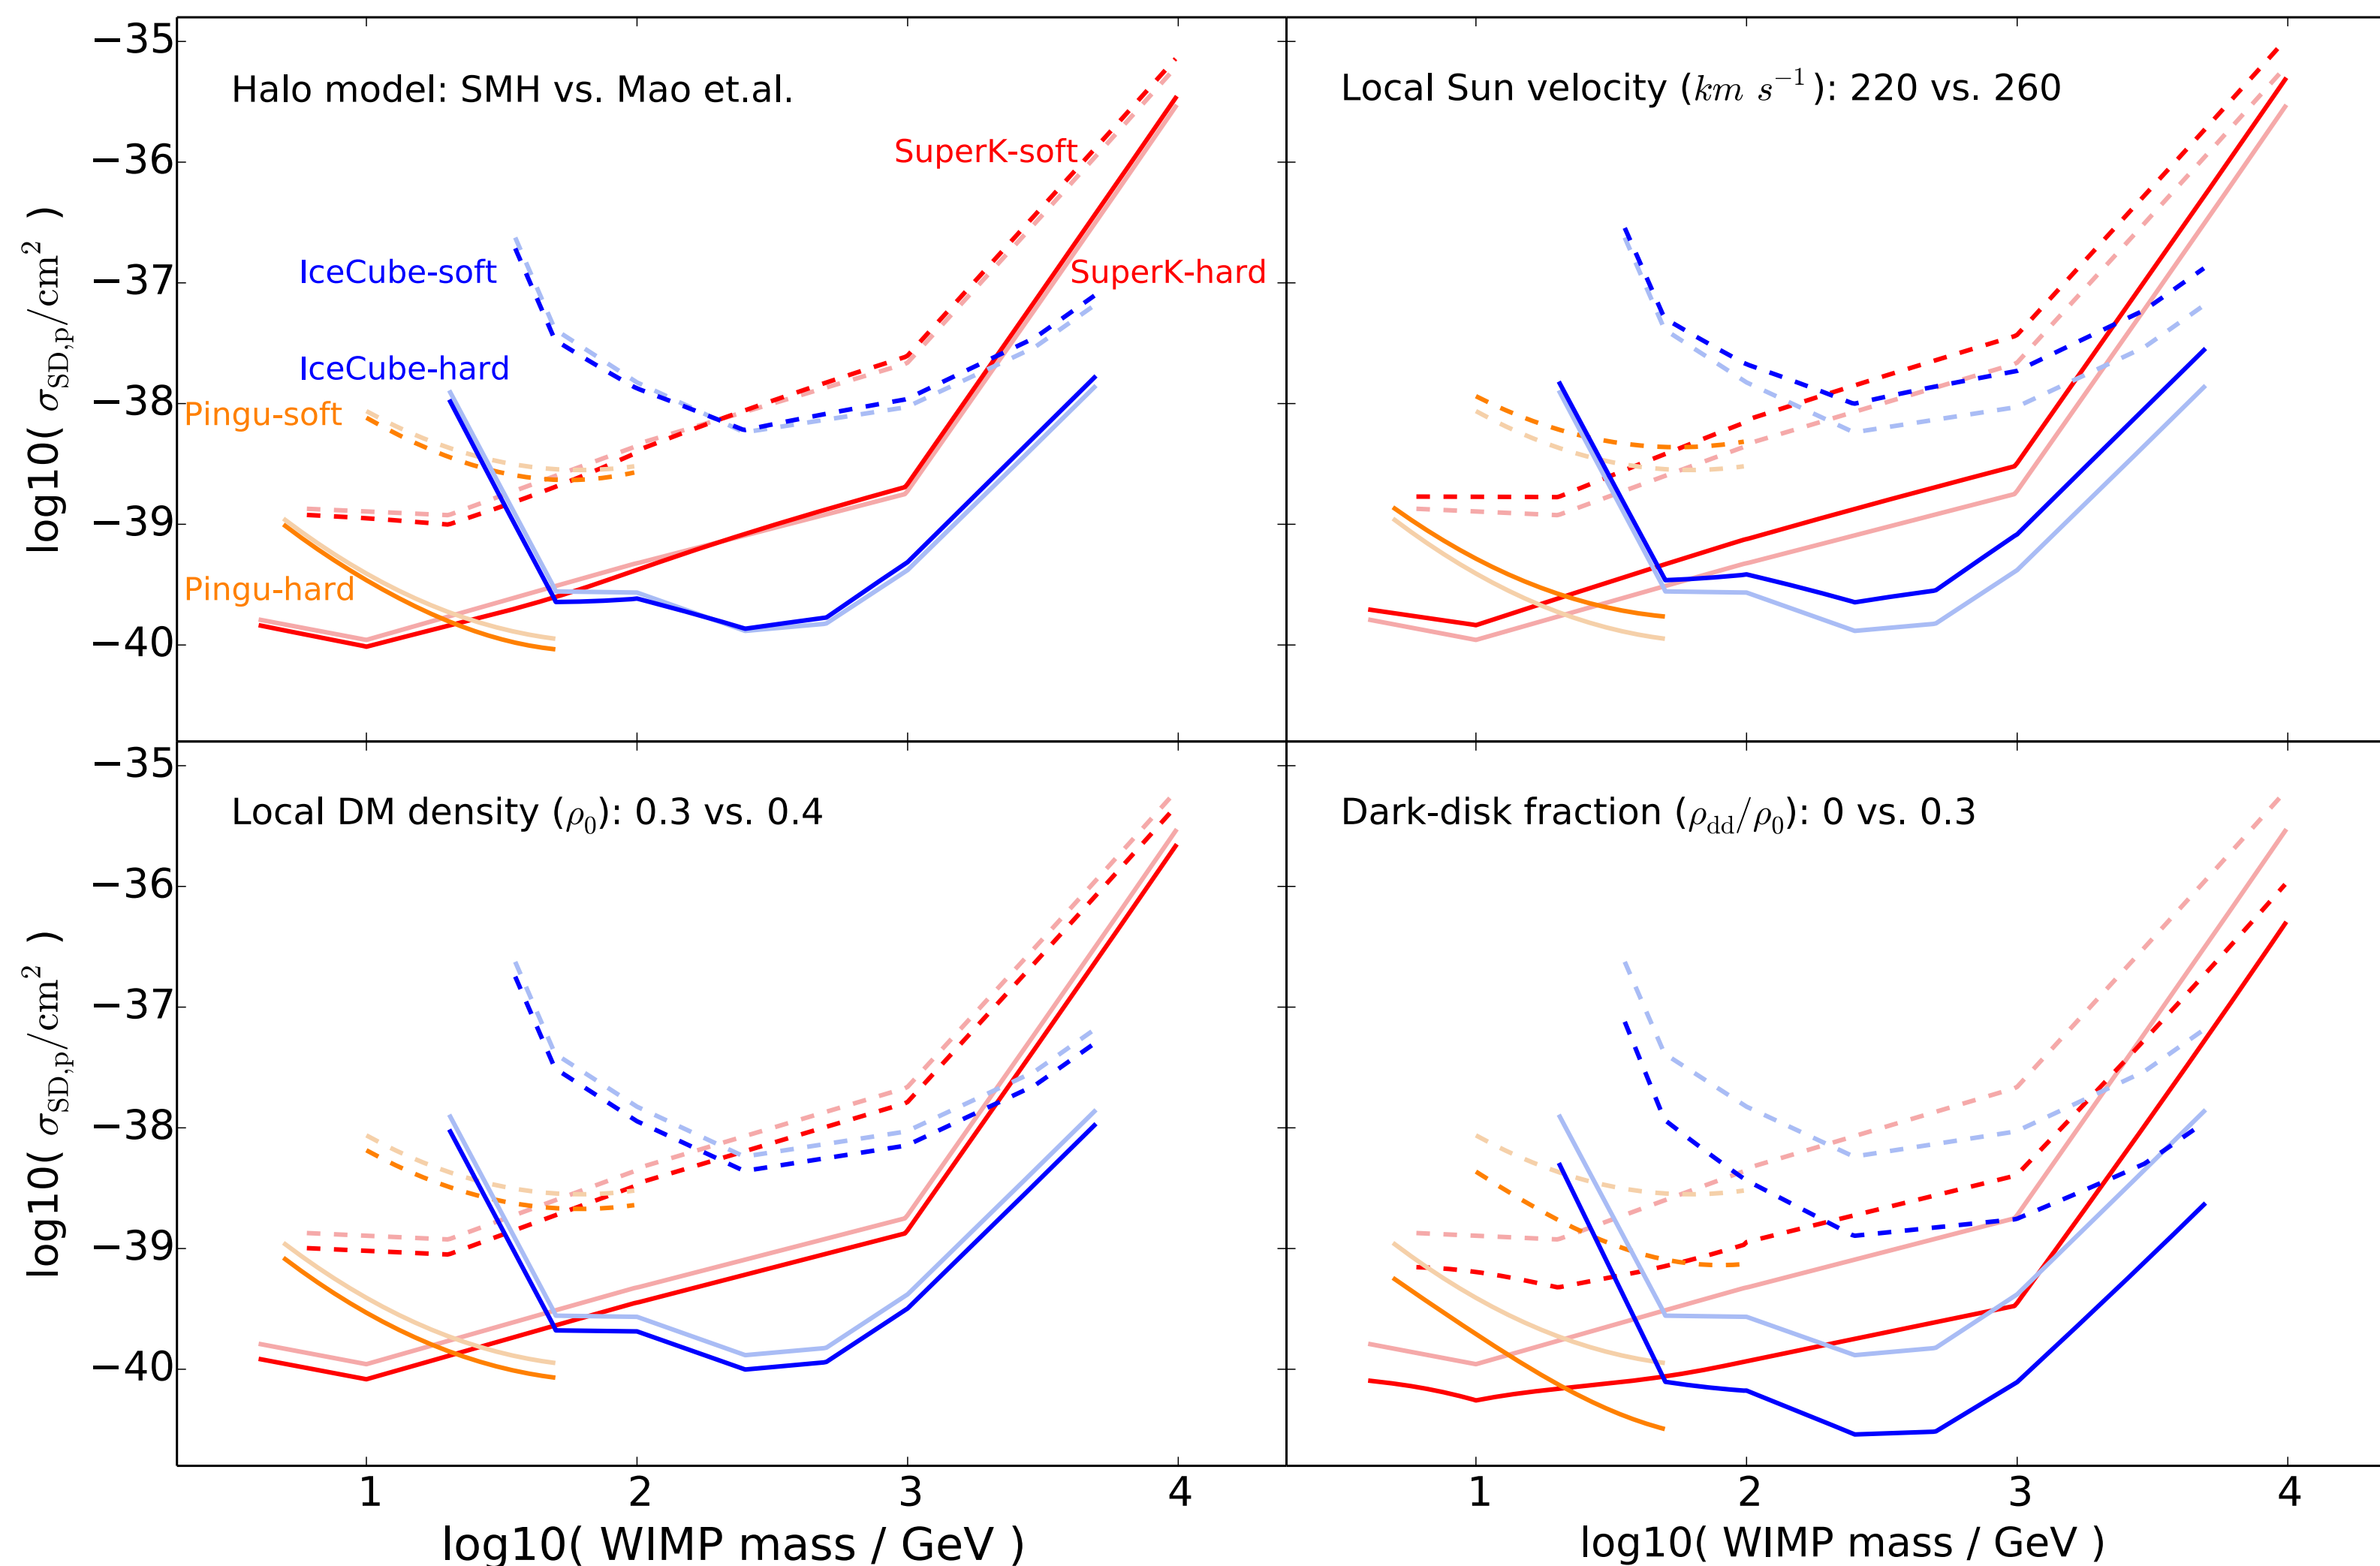 Halo model: SMH vs. Mao et.al.
Local Sun velocity (km s⁻¹): 220 vs. 260
−35
−36
−37
−38
−39
−40
log10( σ_SD,p/cm² )
SuperK-soft
SuperK-hard
IceCube-soft
IceCube-hard
Pingu-soft
Pingu-hard
Local DM density (ρ₀): 0.3 vs. 0.4
Dark-disk fraction (ρ_dd/ρ₀): 0 vs. 0.3
−35
−36
−37
−38
−39
−40
log10( σ_SD,p/cm² )
1 2 3 4
1 2 3 4
log10( WIMP mass / GeV )
log10( WIMP mass / GeV )